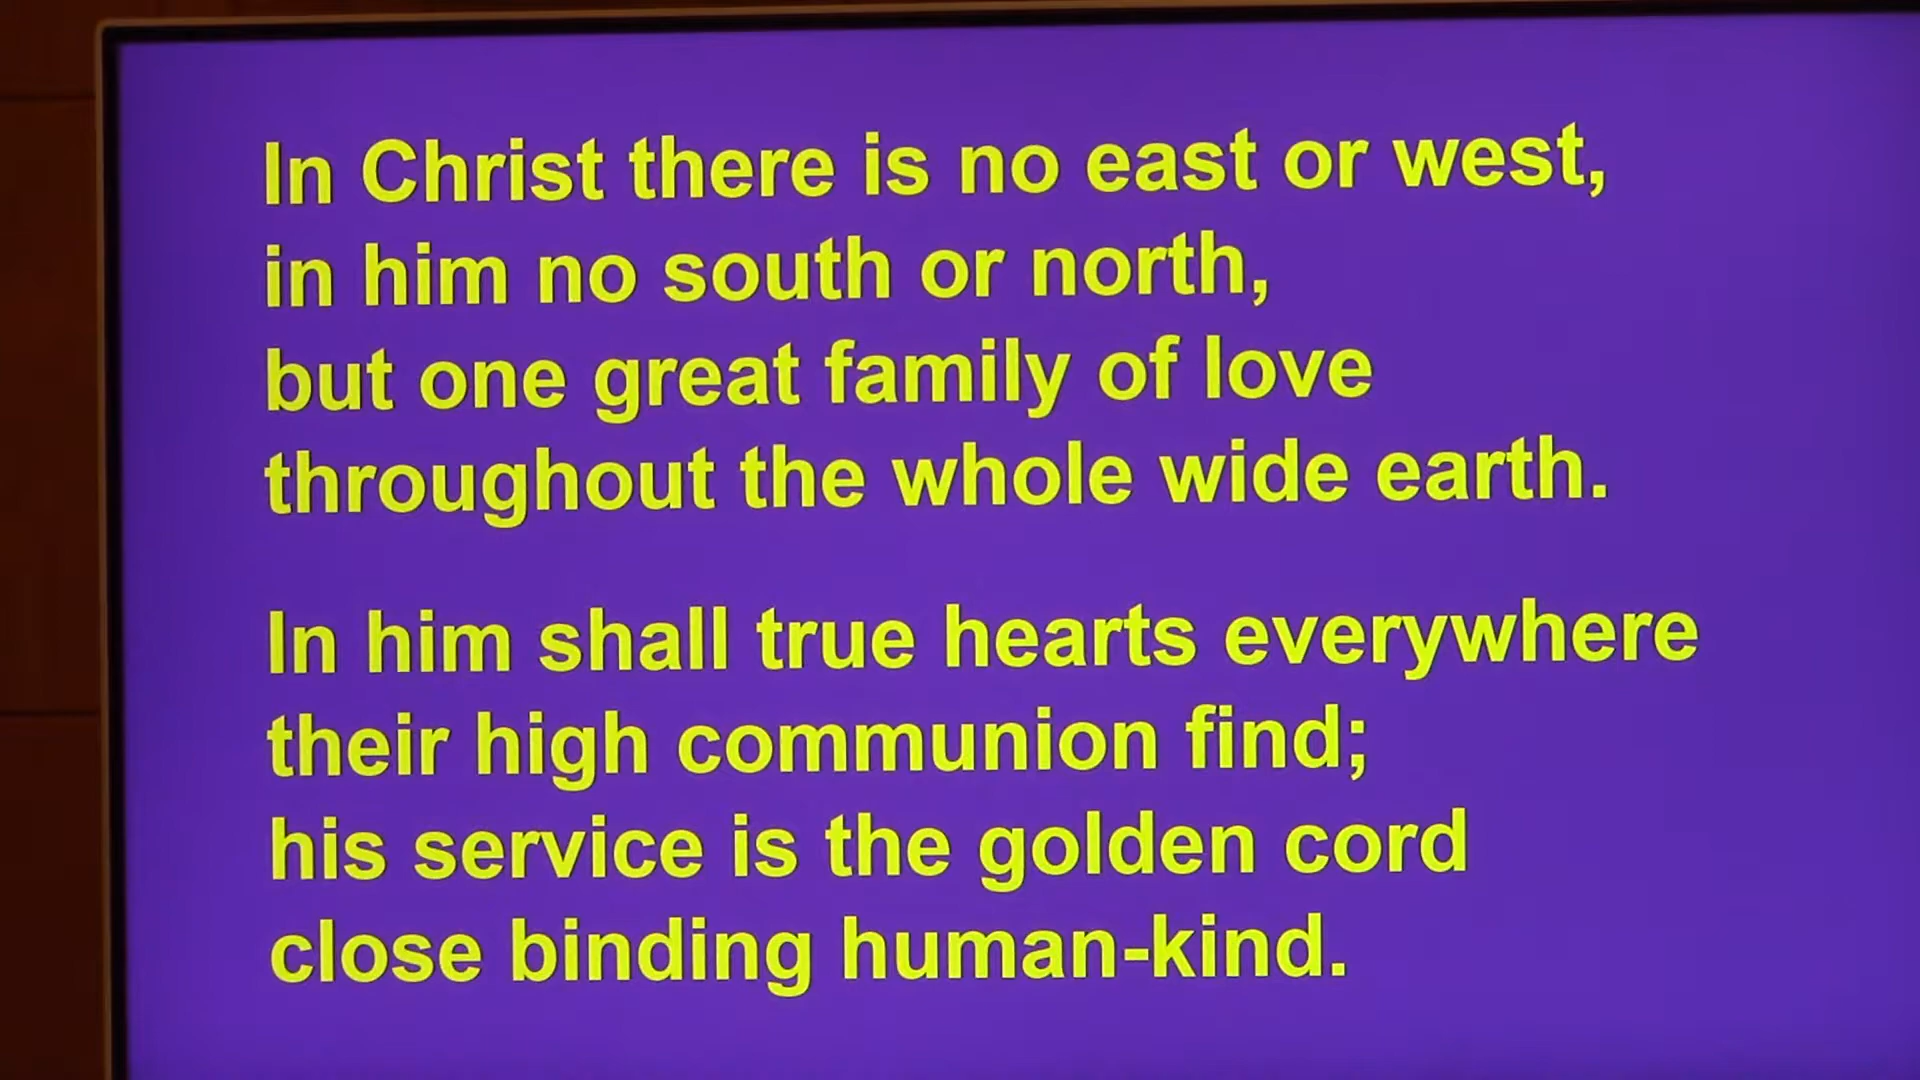 In Christ there is no east or west,
in him no south or north,
but one great family of love
throughout the whole wide earth.
In him shall true hearts everywhere
their high communion find;
his service is the golden cord
close binding human-kind.